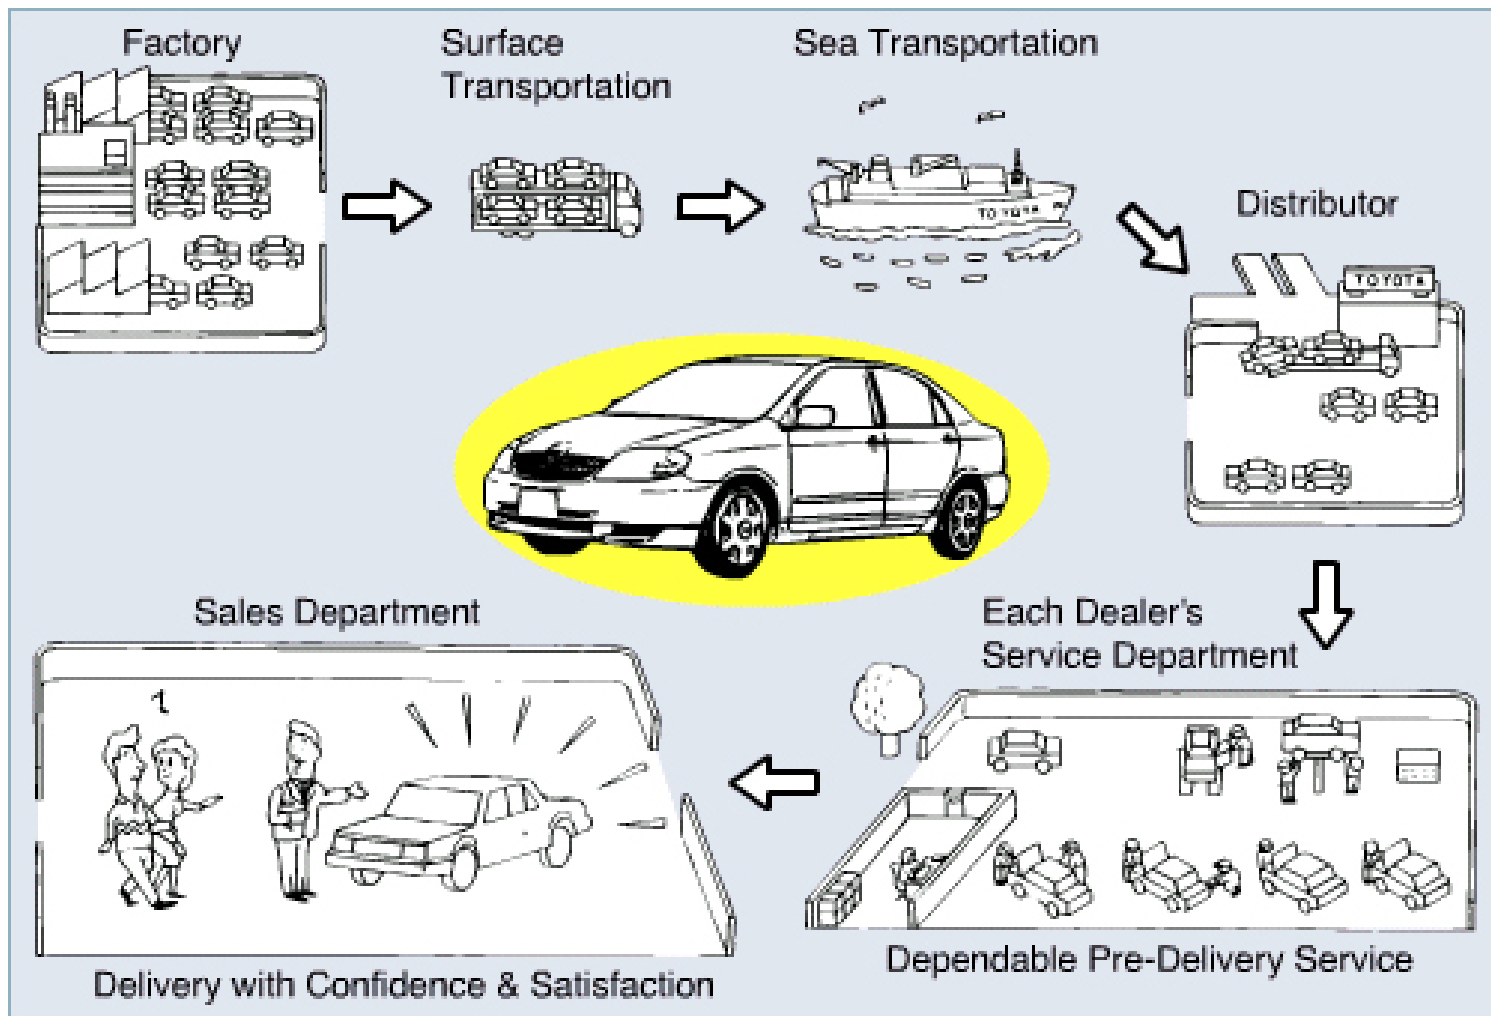 Factory
Surface
Transportation
Sea Transportation
TOYOTA
Distributor
TOYOTA
Each Dealer's
Service Department
Dependable Pre-Delivery Service
Sales Department
Delivery with Confidence & Satisfaction